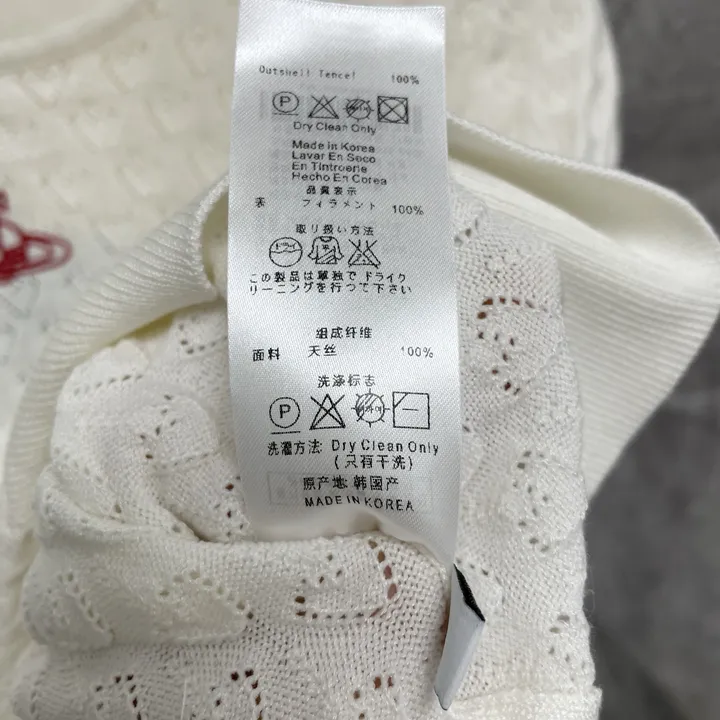 Outshell Tencel 100%
P
Dry Clean Only
Made in Korea
Lavar En Seco
En Tintroene
Hecho En Corea
品質表示
表 フィラメント 100%
取り扱い方法
ドライ
この製品は単独でドライク
リーニングを行つて下さい
组成纤维
面料 天丝 100%
洗涤标志
P
洗濯方法: Dry Clean Only
(只有干洗)
原产地: 韩国产
MADE IN KOREA